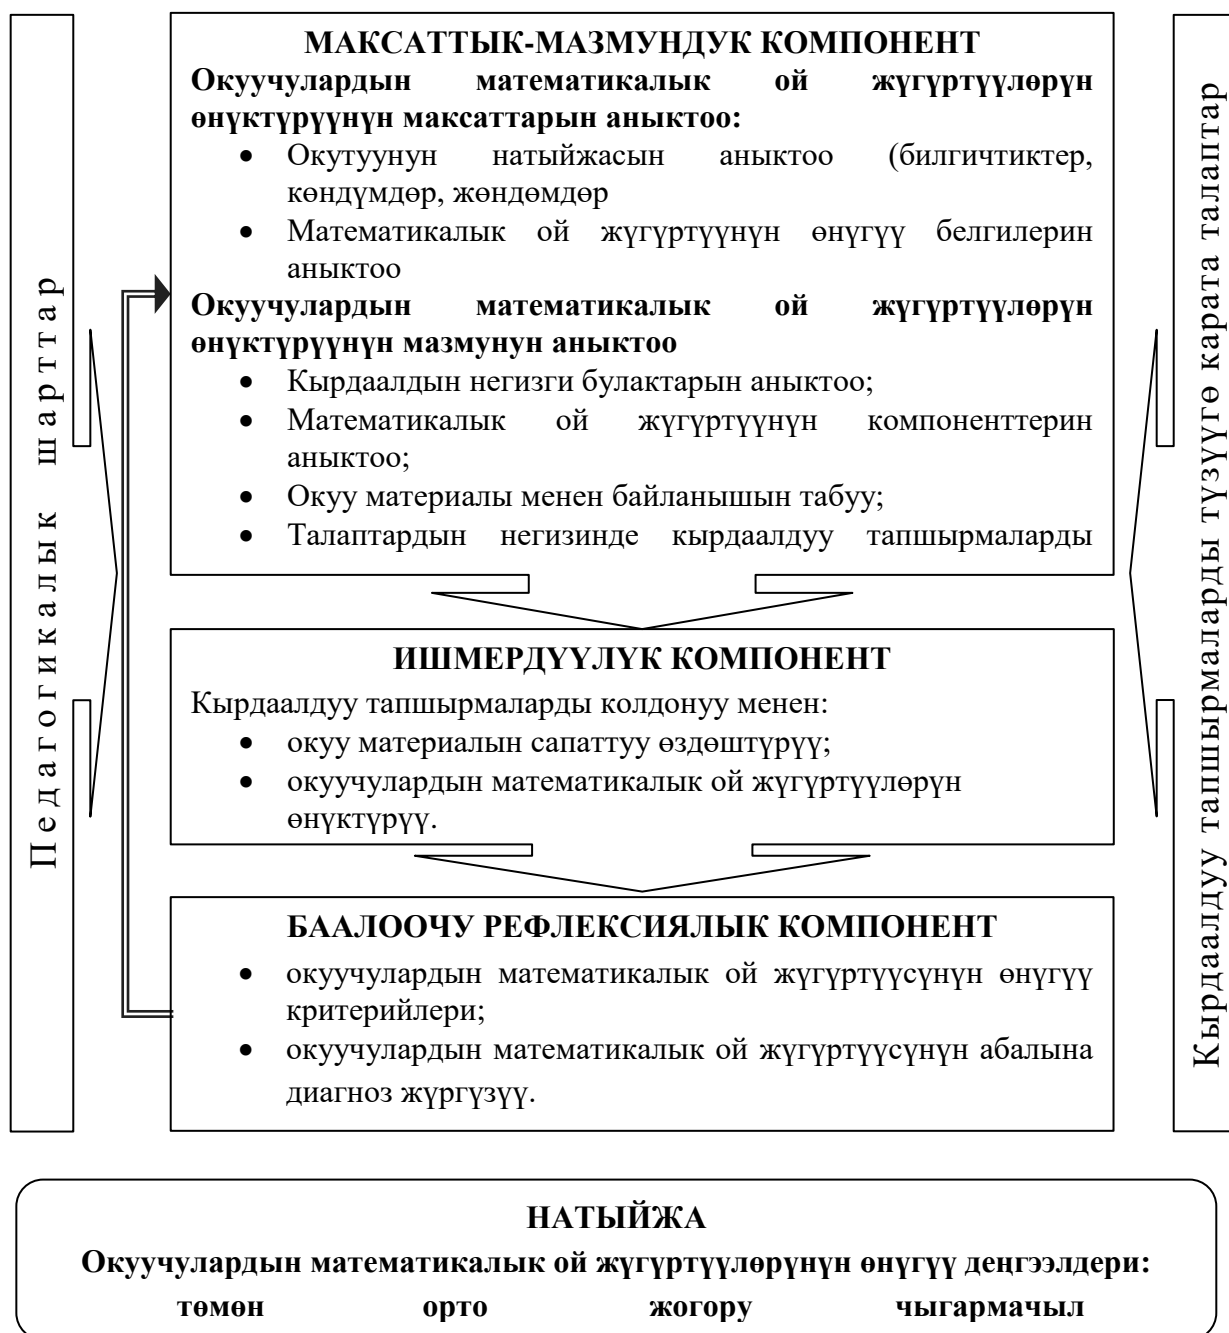 Педагогикалык шарттар
МАКСАТТЫК-МАЗМУНДУК КОМПОНЕНТ
Окуучулардын математикалык ой жүгүртүүлөрүн
өнүктүрүүнүн максаттарын аныктоо:
• Окутуунун натыйжасын аныктоо (билгичтиктер,
көндүмдөр, жөндөмдөр
• Математикалык ой жүгүртүүнүн өнүгүү белгилерин
аныктоо
Окуучулардын математикалык ой жүгүртүүлөрүн
өнүктүрүүнүн мазмунун аныктоо
• Кырдаалдын негизги булактарын аныктоо;
• Математикалык ой жүгүртүүнүн компоненттерин
аныктоо;
• Окуу материалы менен байланышын табуу;
• Талаптардын негизинде кырдаалдуу тапшырмаларды
ИШМЕРДҮҮЛҮК КОМПОНЕНТ
Кырдаалдуу тапшырмаларды колдонуу менен:
• окуу материалын сапаттуу өздөштүрүү;
• окуучулардын математикалык ой жүгүртүүлөрүн
өнүктүрүү.
БААЛООЧУ РЕФЛЕКСИЯЛЫК КОМПОНЕНТ
• окуучулардын математикалык ой жүгүртүүсүнүн өнүгүү
критерийлери;
• окуучулардын математикалык ой жүгүртүүсүнүн абалына
диагноз жүргүзүү.
Кырдаалдуу тапшырмаларды түзүүгө карата талаптар
НАТЫЙЖА
Окуучулардын математикалык ой жүгүртүүлөрүнүн өнүгүү деңгээлдери:
төмөн орто жогору чыгармачыл